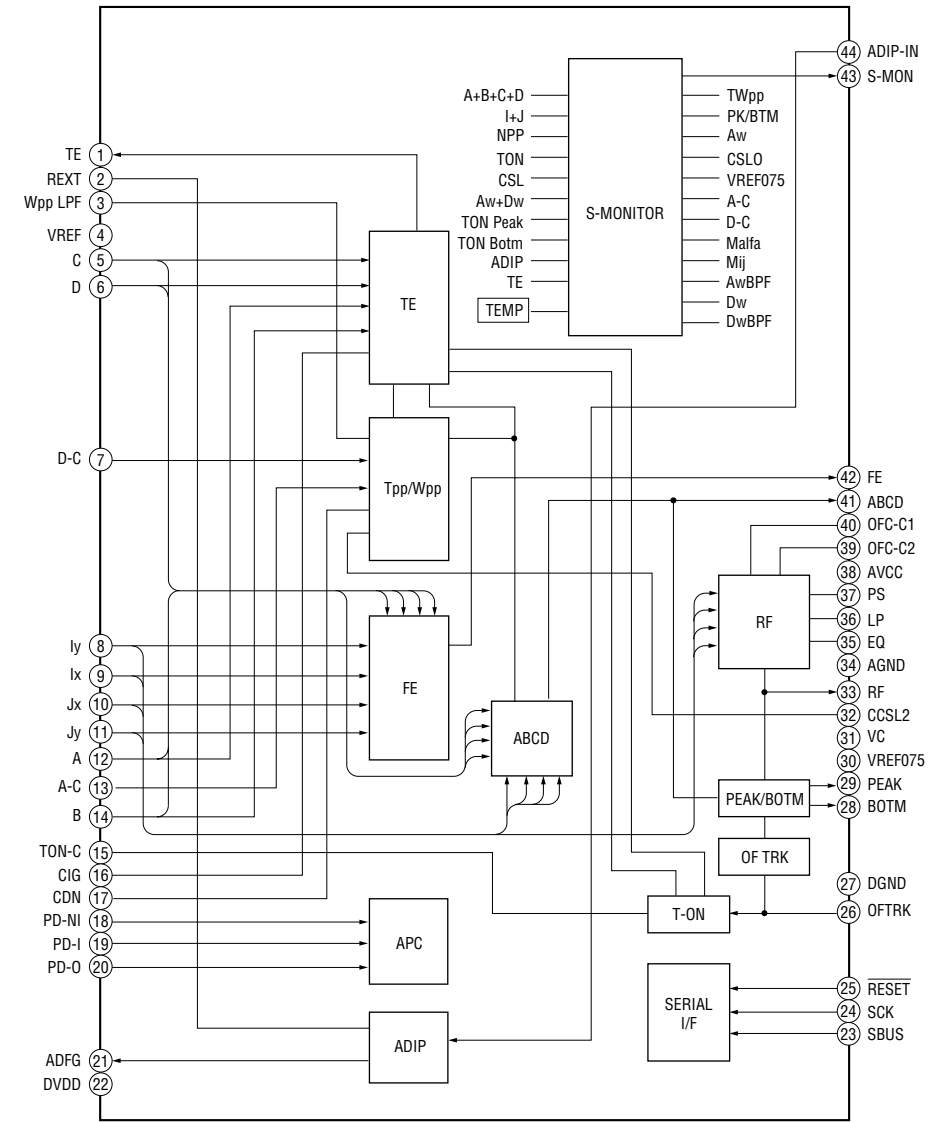 44 ADIP-IN
43 S-MON
A+B+C+D
I+J
NPP
TON
CSL
Aw+Dw
TON Peak
TON Botm
ADIP
TE
TEMP
S-MONITOR
TWpp
PK/BTM
Aw
CSLO
VREF075
A-C
D-C
Malfa
Mij
AwBPF
Dw
DwBPF
TE 1
REXT 2
Wpp LPF 3
VREF 4
C 5
D 6
D-C 7
Iy 8
Ix 9
Jx 10
Jy 11
A 12
A-C 13
B 14
TON-C 15
CIG 16
CDN 17
PD-NI 18
PD-I 19
PD-O 20
ADFG 21
DVDD 22
TE
Tpp/Wpp
FE
ABCD
APC
ADIP
RF
PEAK/BOTM
OF TRK
T-ON
SERIAL
I/F
42 FE
41 ABCD
40 OFC-C1
39 OFC-C2
38 AVCC
37 PS
36 LP
35 EQ
34 AGND
33 RF
32 CCSL2
31 VC
30 VREF075
29 PEAK
28 BOTM
27 DGND
26 OFTRK
25 RESET
24 SCK
23 SBUS